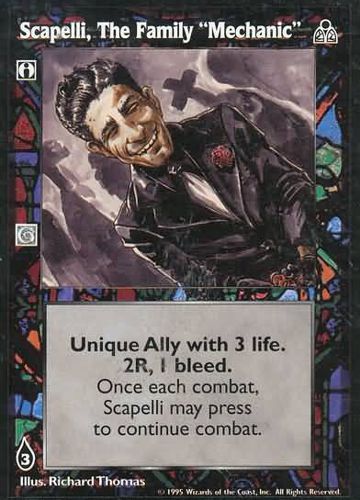 Scapelli, The Family "Mechanic"
Unique Ally with 3 life.
2R, 1 bleed.
Once each combat,
Scapelli may press
to continue combat.
3
Illus. Richard Thomas
© 1995 Wizards of the Coast, Inc. All Rights Reserved.